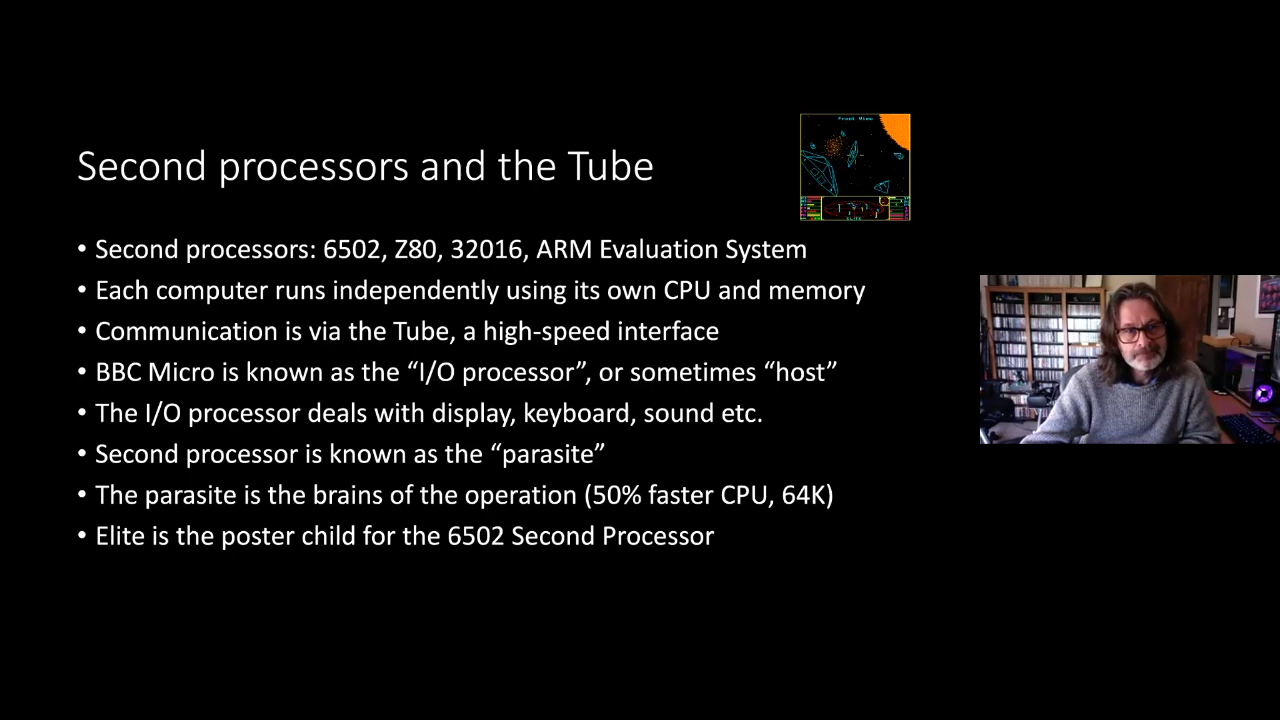 Second processors and the Tube
Front View
• Second processors: 6502, Z80, 32016, ARM Evaluation System
• Each computer runs independently using its own CPU and memory
• Communication is via the Tube, a high-speed interface
• BBC Micro is known as the “I/O processor”, or sometimes “host”
• The I/O processor deals with display, keyboard, sound etc.
• Second processor is known as the “parasite”
• The parasite is the brains of the operation (50% faster CPU, 64K)
• Elite is the poster child for the 6502 Second Processor